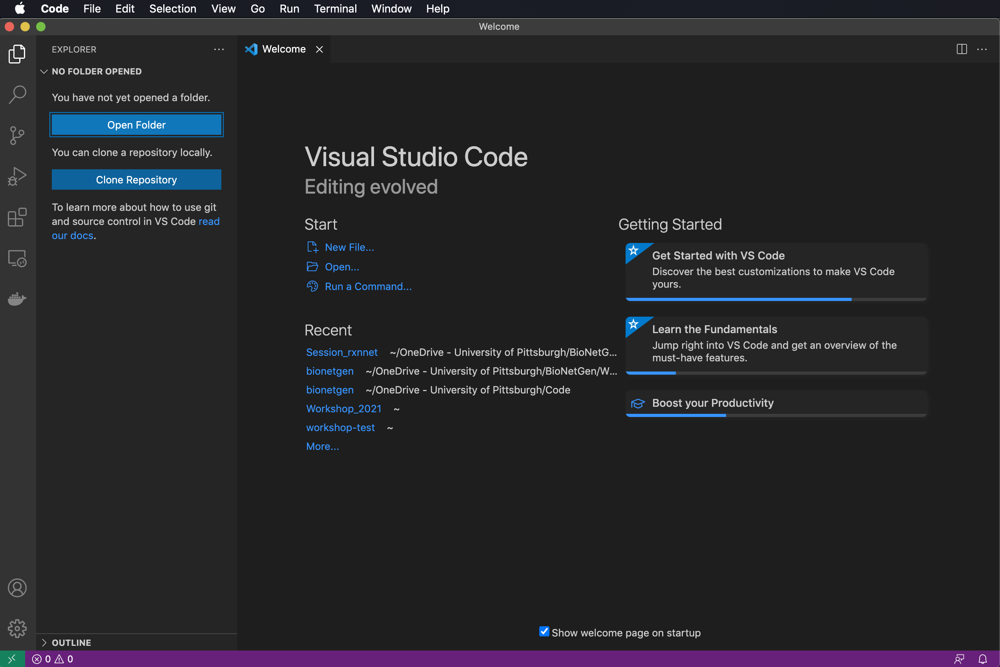 Code File Edit Selection View Go Run Terminal Window Help
Welcome
EXPLORER
NO FOLDER OPENED
You have not yet opened a folder.
Open Folder
You can clone a repository locally.
Clone Repository
To learn more about how to use git
and source control in VS Code read
our docs.
OUTLINE
Welcome
Visual Studio Code
Editing evolved
Start
New File...
Open...
Run a Command...
Recent
Session_rxnnet ~/OneDrive - University of Pittsburgh/BioNetG...
bionetgen ~/OneDrive - University of Pittsburgh/BioNetGen/W...
bionetgen ~/OneDrive - University of Pittsburgh/Code
Workshop_2021 ~
workshop-test ~
More...
Getting Started
Get Started with VS Code
Discover the best customizations to make VS Code
yours.
Learn the Fundamentals
Jump right into VS Code and get an overview of the
must-have features.
Boost your Productivity
Show welcome page on startup
0 0